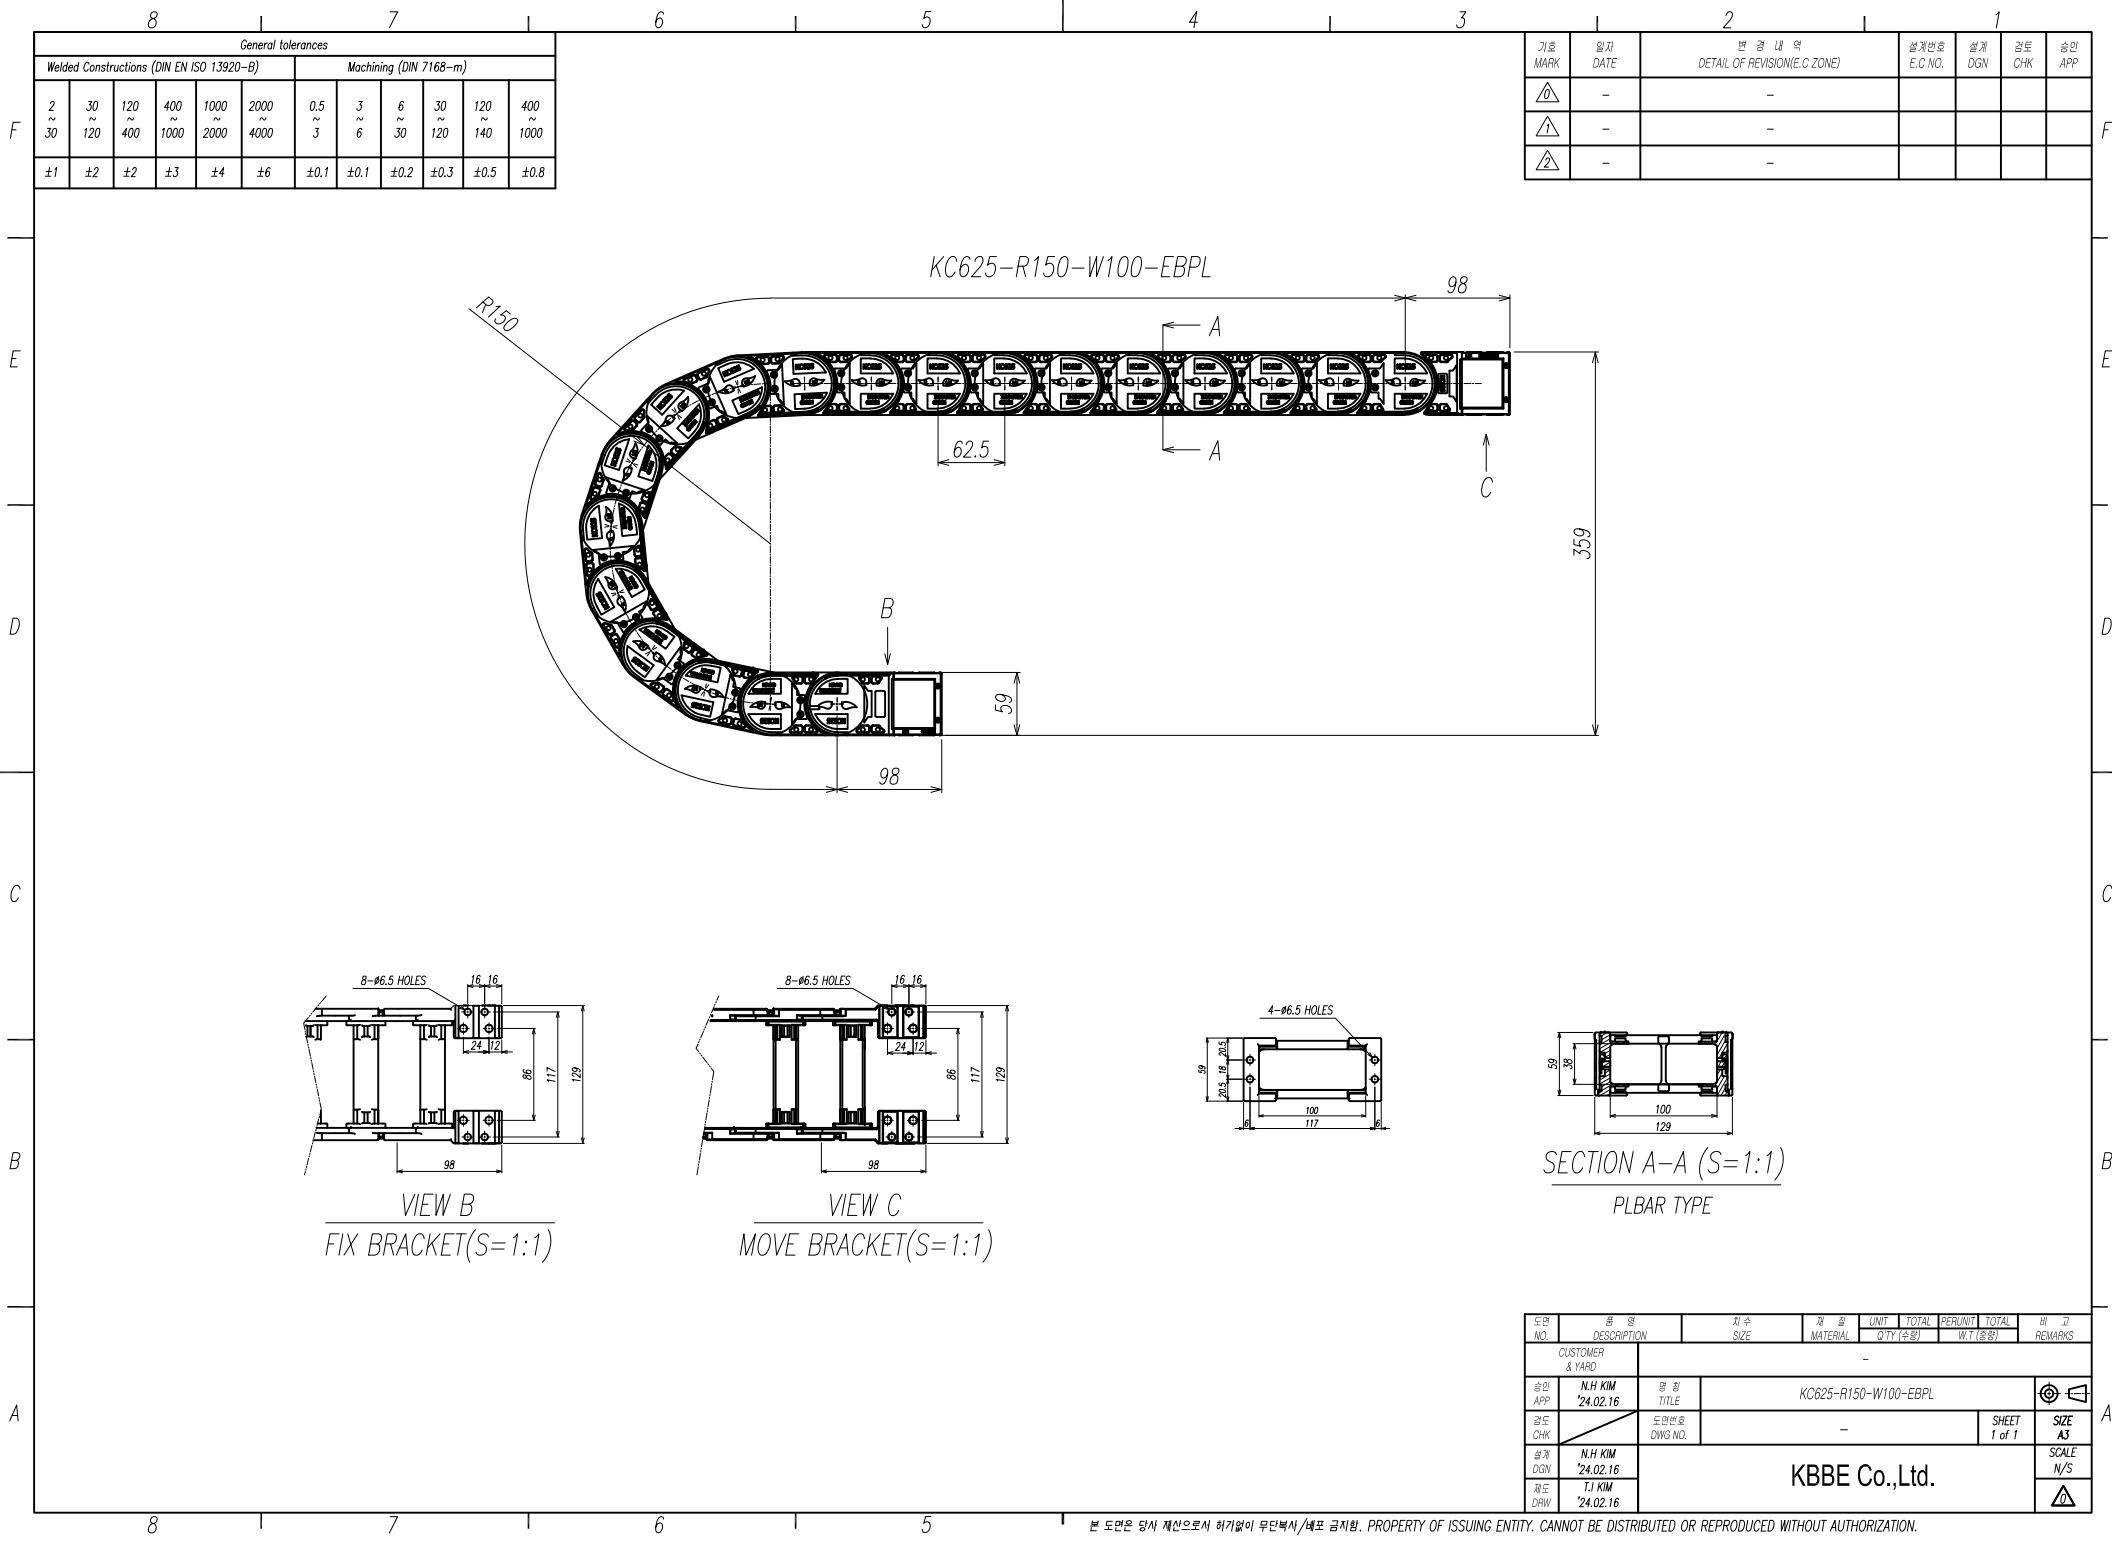 8 7 6 5 4 3 2 1
General tolerances
Welded Constructions (DIN EN ISO 13920-B) Machining (DIN 7168-m)
2 30 120 400 1000 2000 0.5 3 6 30 120 400
~ ~ ~ ~ ~ ~ ~ ~ ~ ~ ~ ~
30 120 400 1000 2000 4000 3 6 30 120 140 1000
±1 ±2 ±2 ±3 ±4 ±6 ±0.1 ±0.1 ±0.2 ±0.3 ±0.5 ±0.8
기호 일자 변 경 내 역 설계번호 설계 검토 승인
MARK DATE DETAIL OF REVISION(E.C ZONE) E.C NO. DGN CHK APP
0 - -
1 - -
2 - -
F F
E E
D D
C C
B B
A A
KC625-R150-W100-EBPL
98
R150
A
A
62.5
C
359
B
59
98
KC625
8-ø6.5 HOLES
16 16
24 12
86
117
129
98
VIEW B
FIX BRACKET(S=1:1)
8-ø6.5 HOLES
16 16
24 12
86
117
129
98
VIEW C
MOVE BRACKET(S=1:1)
4-ø6.5 HOLES
59
20.5
18
20.5
100
6 117 6
59
38
100
129
SECTION A-A (S=1:1)
PLBAR TYPE
도면 품 명 치 수 재 질 UNIT TOTAL PERUNIT TOTAL 비 고
NO. DESCRIPTION SIZE MATERIAL Q'TY (수량) W.T (중량) REMARKS
CUSTOMER
& YARD
-
승인 N.H KIM 명 칭
APP '24.02.16 TITLE
KC625-R150-W100-EBPL
검도 도면번호 SHEET SIZE
CHK DWG NO. - 1 of 1 A3
설계 N.H KIM SCALE
DGN '24.02.16 N/S
KBBE Co.,Ltd.
제도 T.I KIM
DRW '24.02.16
0
8 7 6 5
본 도면은 당사 재산으로서 허가없이 무단복사/배포 금지함. PROPERTY OF ISSUING ENTITY. CANNOT BE DISTRIBUTED OR REPRODUCED WITHOUT AUTHORIZATION.